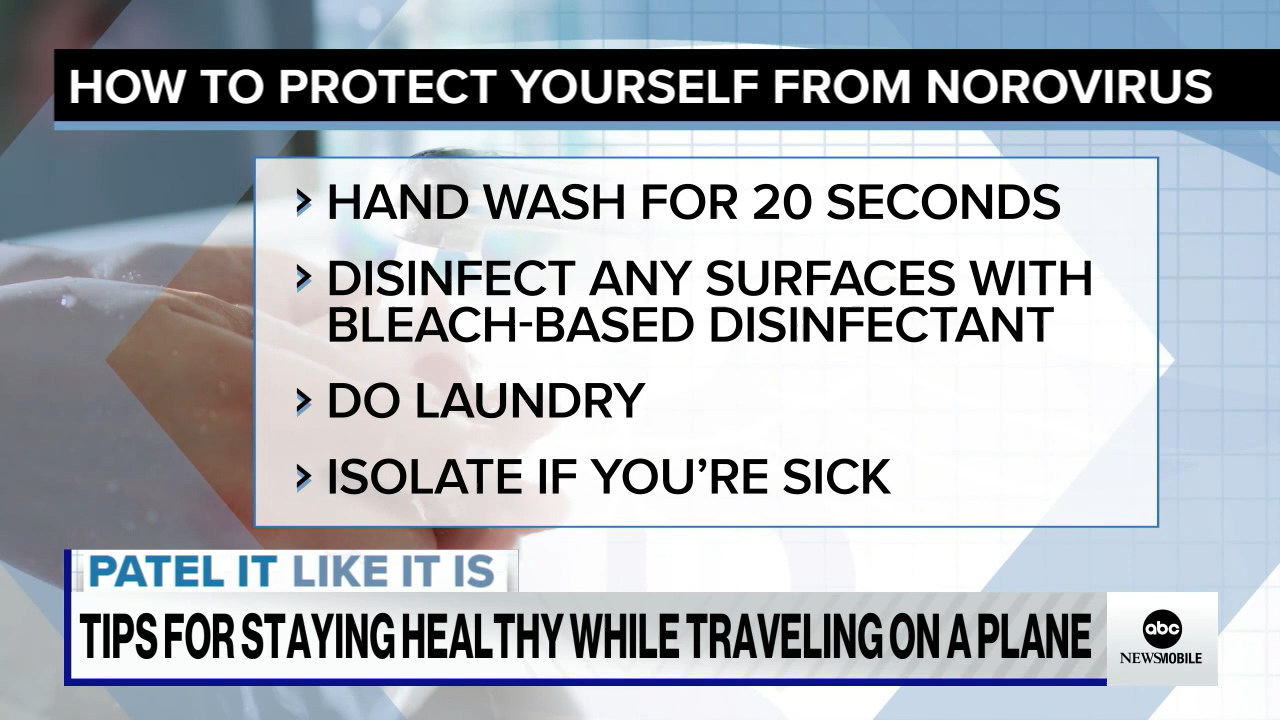 HOW TO PROTECT YOURSELF FROM NOROVIRUS
> HAND WASH FOR 20 SECONDS
> DISINFECT ANY SURFACES WITH
BLEACH-BASED DISINFECTANT
> DO LAUNDRY
> ISOLATE IF YOU'RE SICK
PATEL IT LIKE IT IS
TIPS FOR STAYING HEALTHY WHILE TRAVELING ON A PLANE
abc
NEWSMOBILE